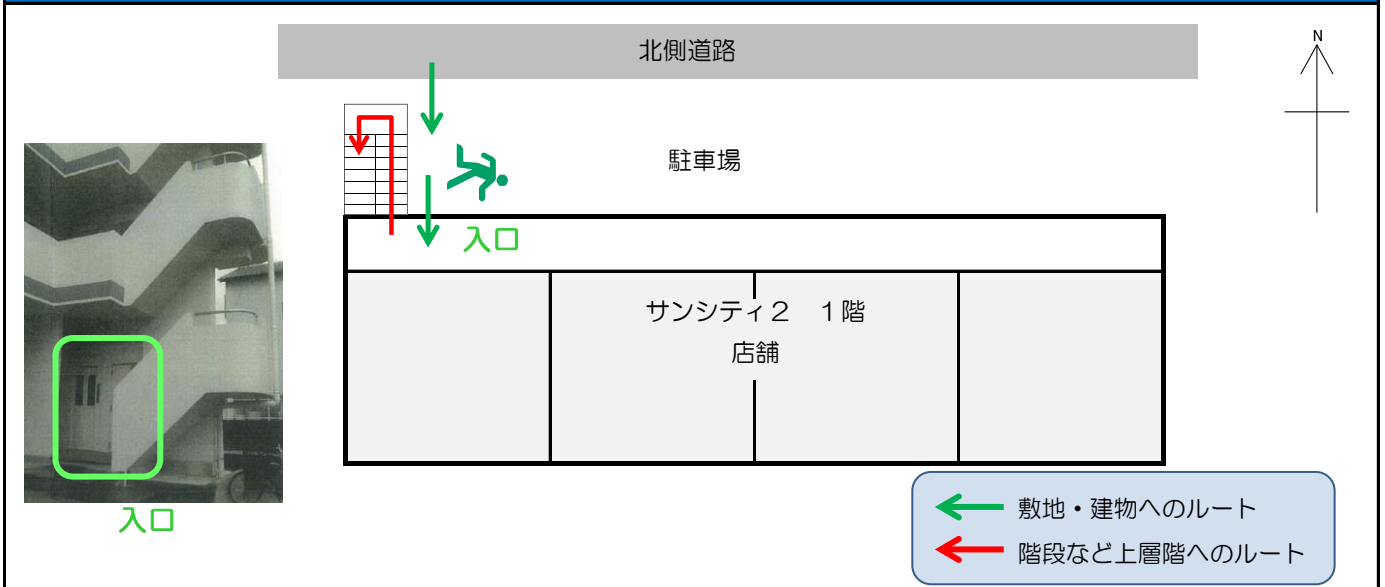 北側道路
N
駐車場
入口
サンシティ２　１階
店舗
入口
敷地・建物へのルート
階段など上層階へのルート